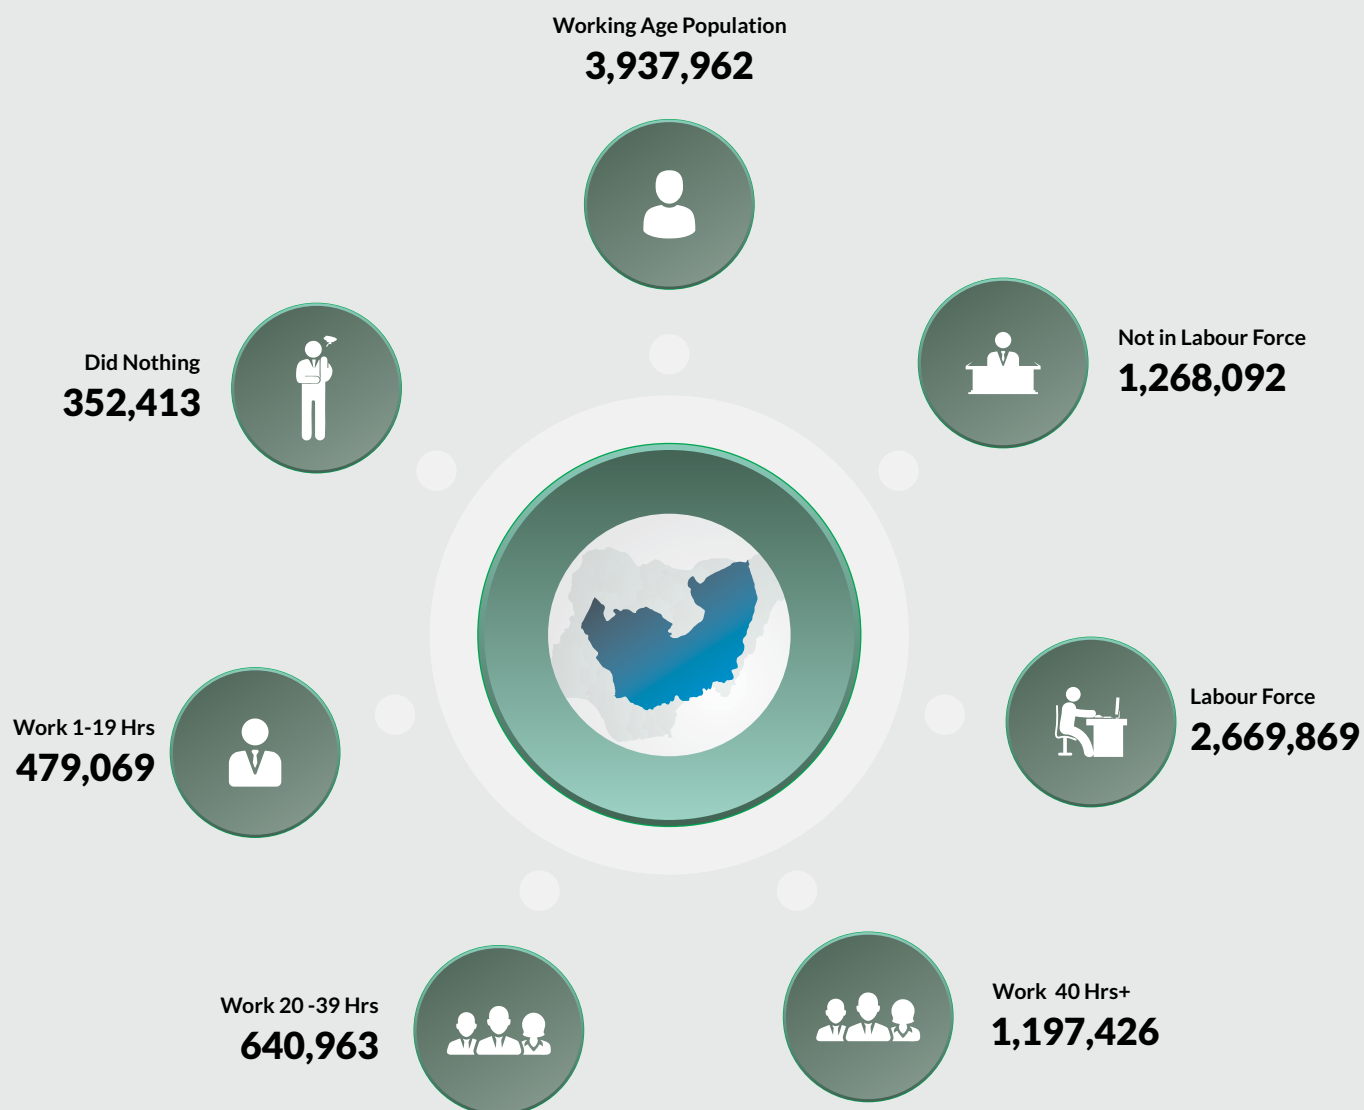 Working Age Population
3,937,962
Not in Labour Force
1,268,092
Did Nothing
352,413
Labour Force
2,669,869
Work 1-19 Hrs
479,069
Work 40 Hrs+
1,197,426
Work 20 -39 Hrs
640,963